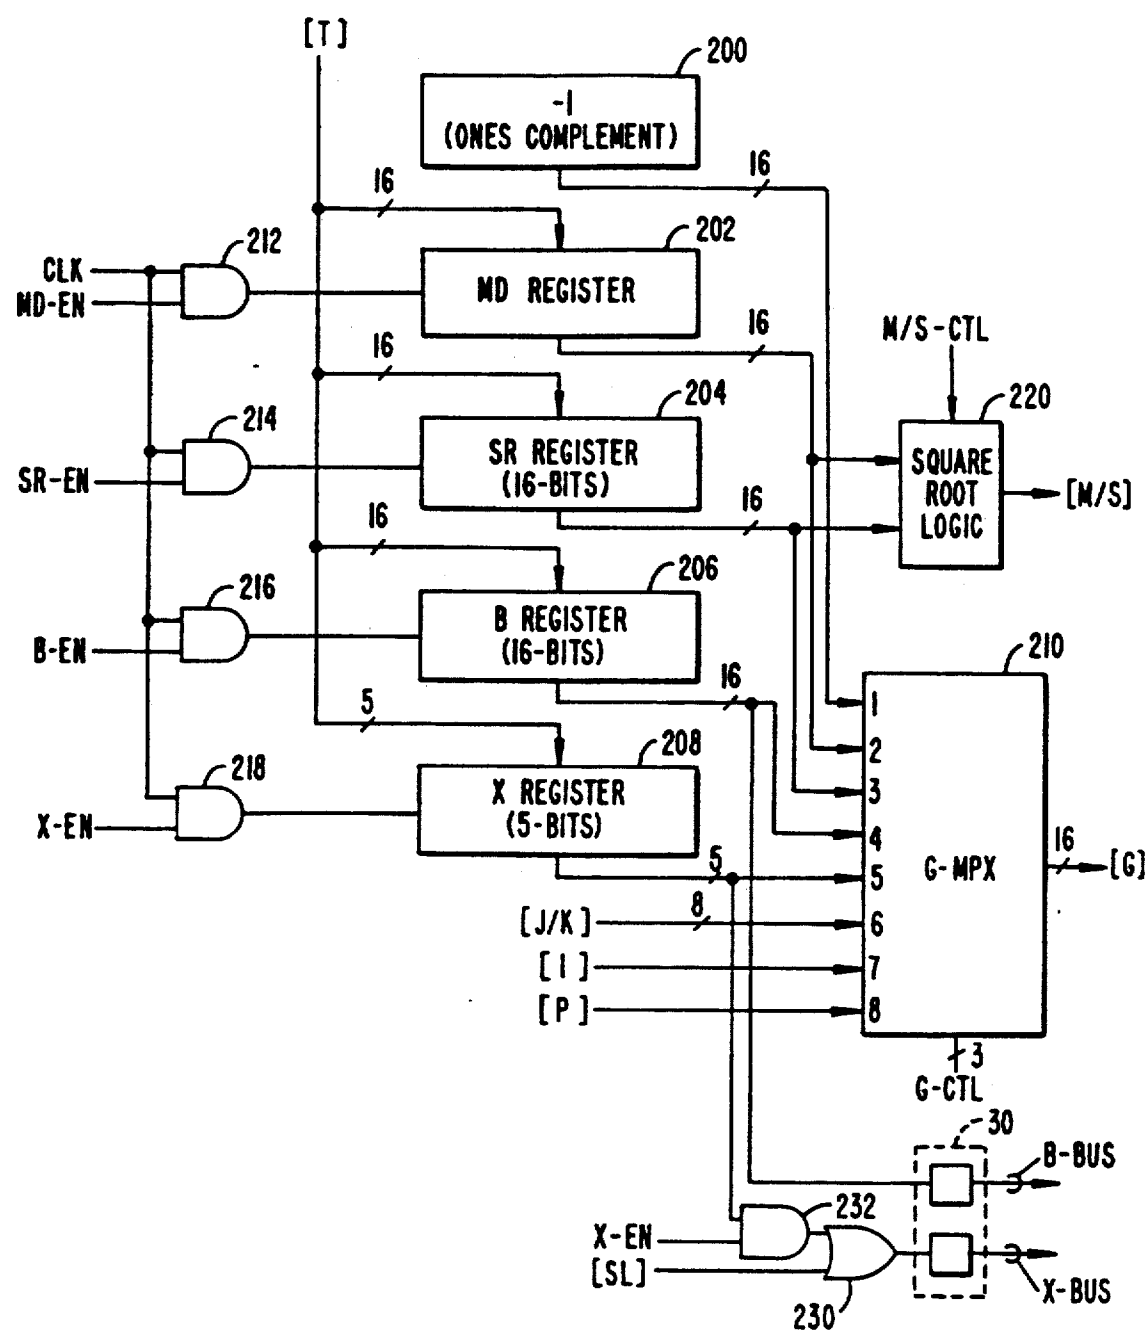 [T]
200
-1
(ONES COMPLEMENT)
16
16
212
202
CLK
MD-EN
MD REGISTER
16
16
M/S-CTL
214
204
220
SR-EN
SR REGISTER
(16-BITS)
SQUARE
ROOT
LOGIC
[M/S]
16
16
216
206
B-EN
B REGISTER
(16-BITS)
210
16
5
1
2
218
208
X-EN
X REGISTER
(5-BITS)
3
4
5
5
G-MPX
16
[G]
[J/K]
8
6
[I]
7
[P]
8
3
G-CTL
30
B-BUS
232
X-EN
[SL]
230
X-BUS